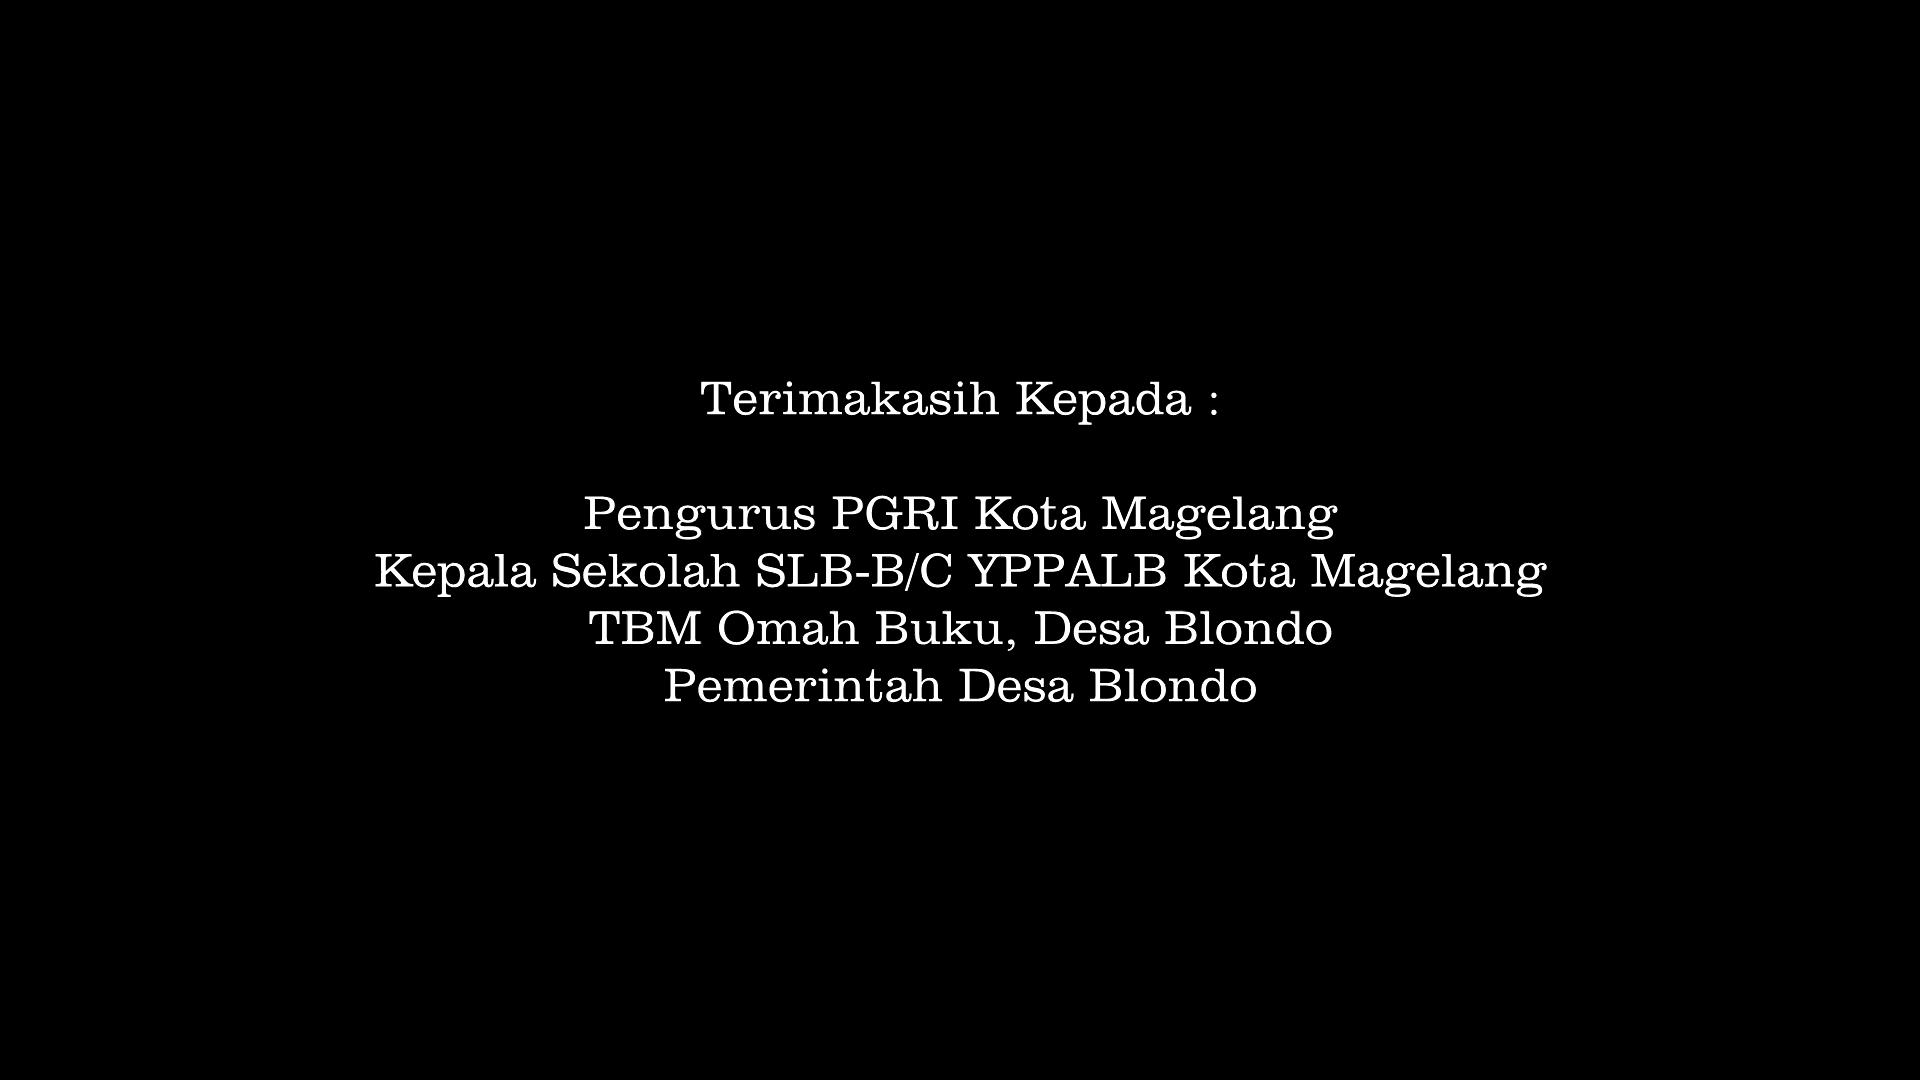 Terimakasih Kepada :
Pengurus PGRI Kota Magelang
Kepala Sekolah SLB-B/C YPPALB Kota Magelang
TBM Omah Buku, Desa Blondo
Pemerintah Desa Blondo